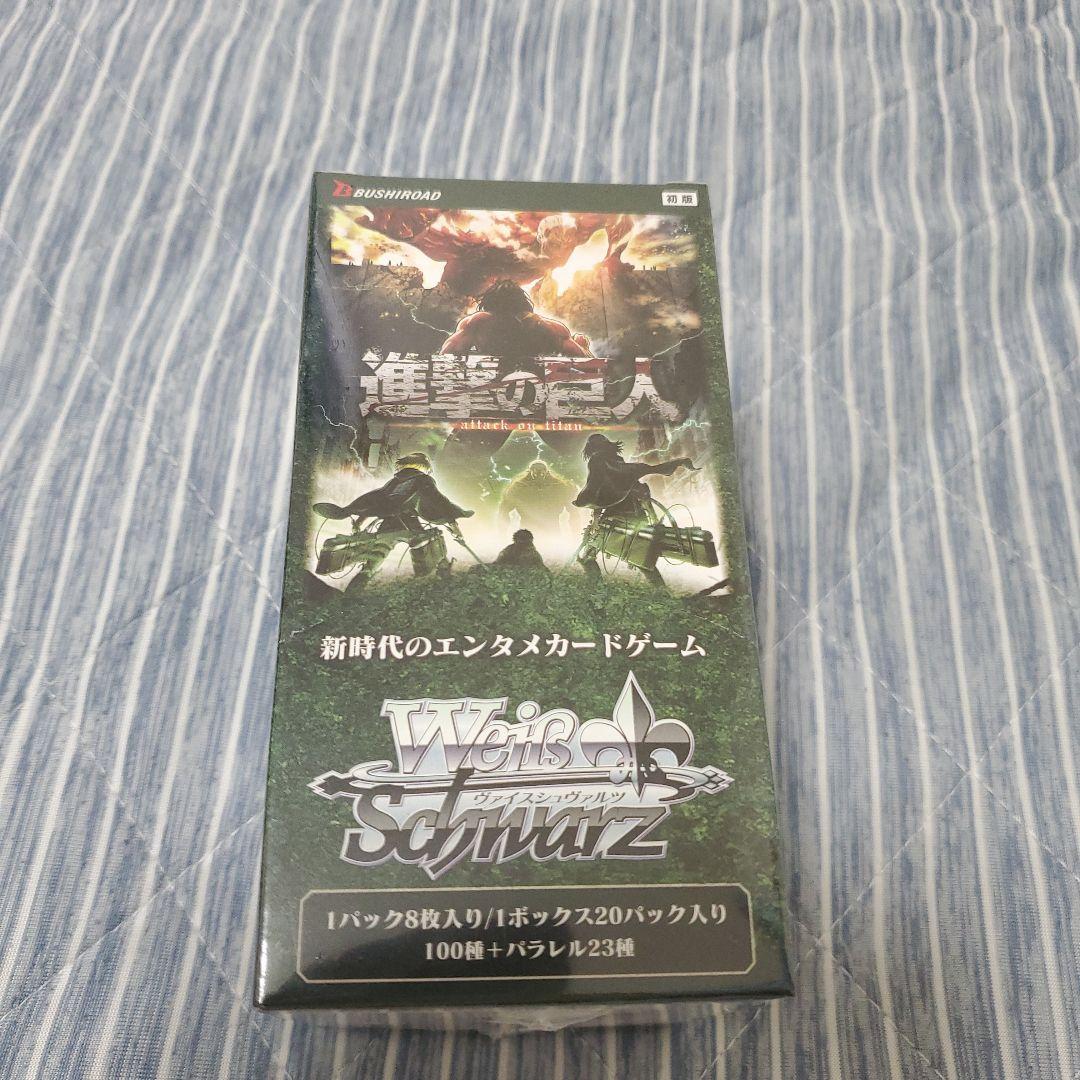 BUSHIROAD
初版
進撃の巨人
attack on titan
新時代のエンタメカードゲーム
Weiß
ヴァイスシュヴァルツ
Schwarz
1パック8枚入り/1ボックス20パック入り
100種+パラレル23種